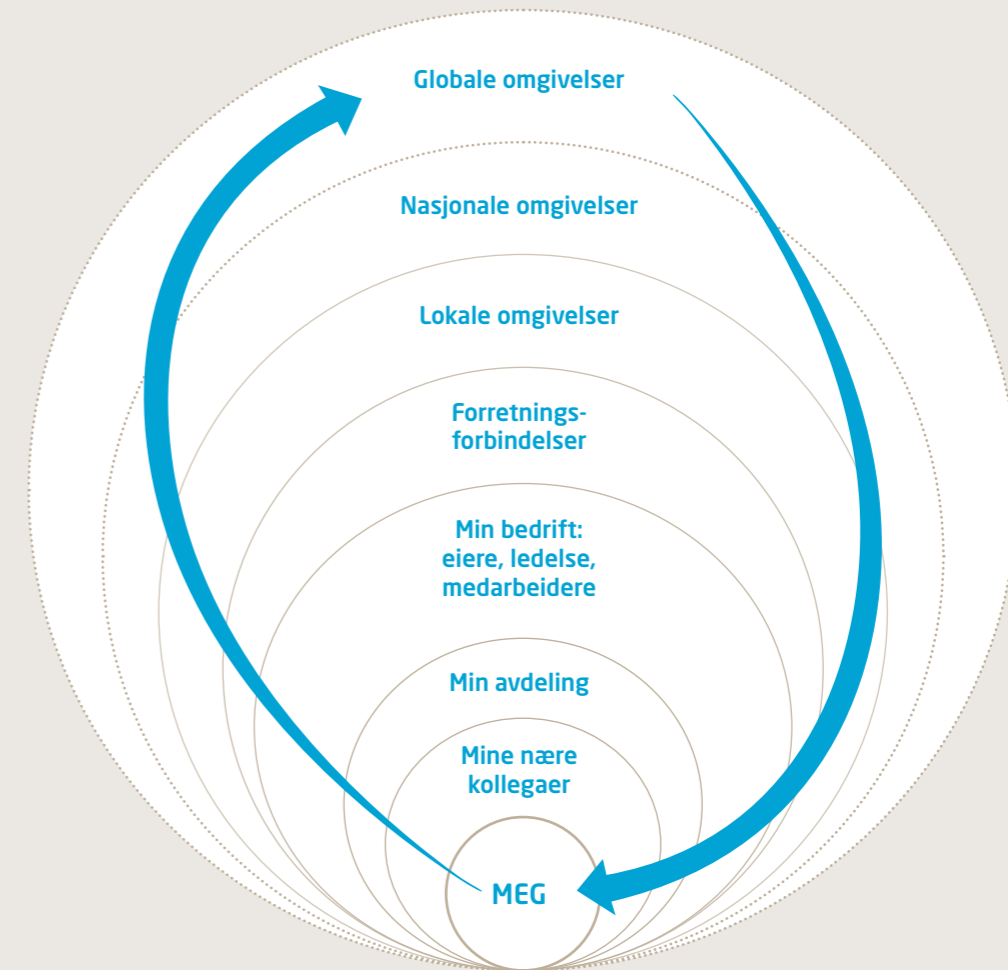 Globale omgivelser
Nasjonale omgivelser
Lokale omgivelser
Forretnings-
forbindelser
Min bedrift:
eiere, ledelse,
medarbeidere
Min avdeling
Mine nære
kollegaer
MEG